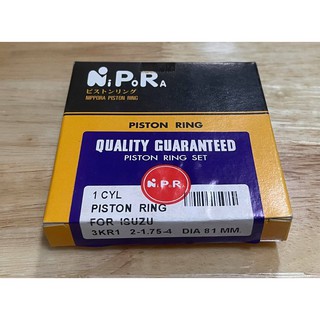 NiPoRA
ピストンリング
NIPPORA PISTON RING
PISTON RING
QUALITY GUARANTEED
PISTON RING SET
N.P.R.
1 CYL
PISTON RING
FOR ISUZU
3KR1 2-1.75-4 DIA 81 MM